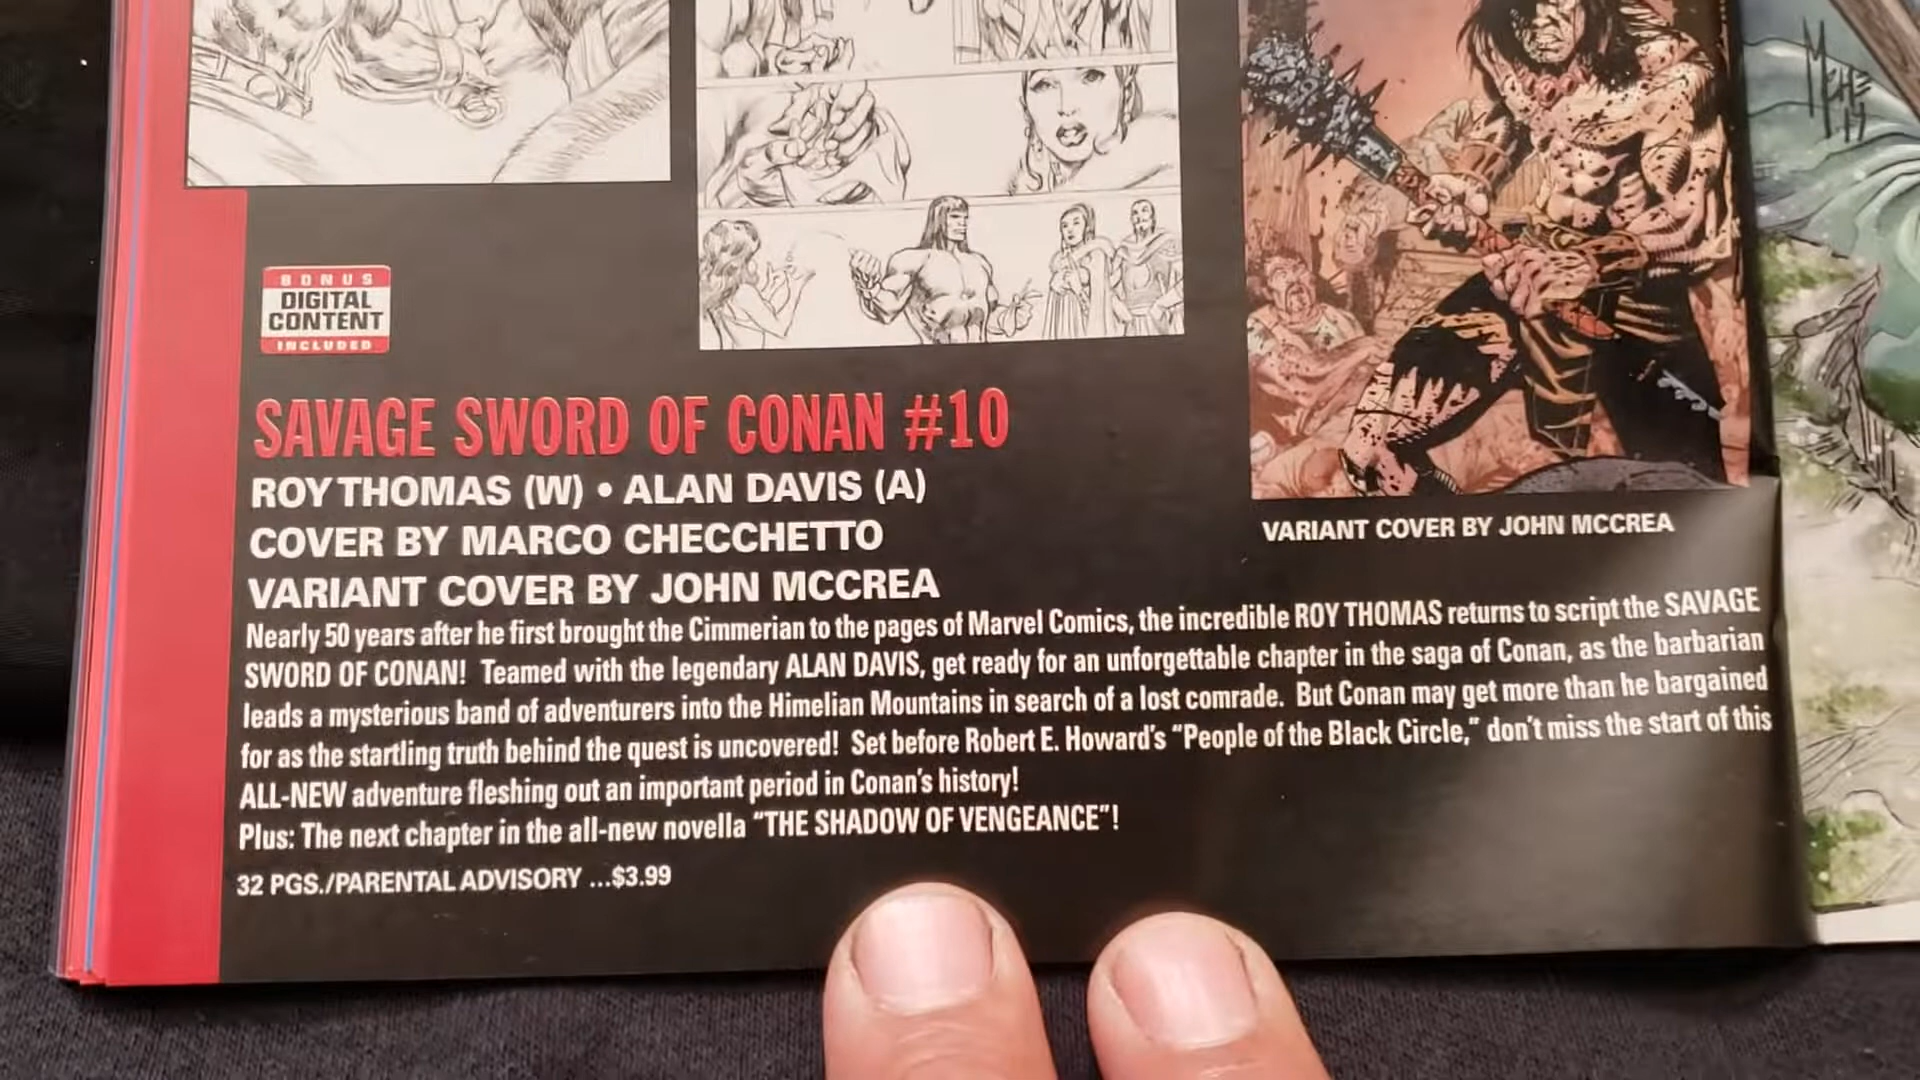 MEHE
'19
BONUS
DIGITAL
CONTENT
INCLUDED
SAVAGE SWORD OF CONAN #10
ROY THOMAS (W) • ALAN DAVIS (A)
COVER BY MARCO CHECCHETTO
VARIANT COVER BY JOHN MCCREA
VARIANT COVER BY JOHN MCCREA
Nearly 50 years after he first brought the Cimmerian to the pages of Marvel Comics, the incredible ROY THOMAS returns to script the SAVAGE
SWORD OF CONAN! Teamed with the legendary ALAN DAVIS, get ready for an unforgettable chapter in the saga of Conan, as the barbarian
leads a mysterious band of adventurers into the Himelian Mountains in search of a lost comrade. But Conan may get more than he bargained
for as the startling truth behind the quest is uncovered! Set before Robert E. Howard's “People of the Black Circle,” don't miss the start of this
ALL-NEW adventure fleshing out an important period in Conan's history!
Plus: The next chapter in the all-new novella “THE SHADOW OF VENGEANCE”!
32 PGS./PARENTAL ADVISORY ...$3.99